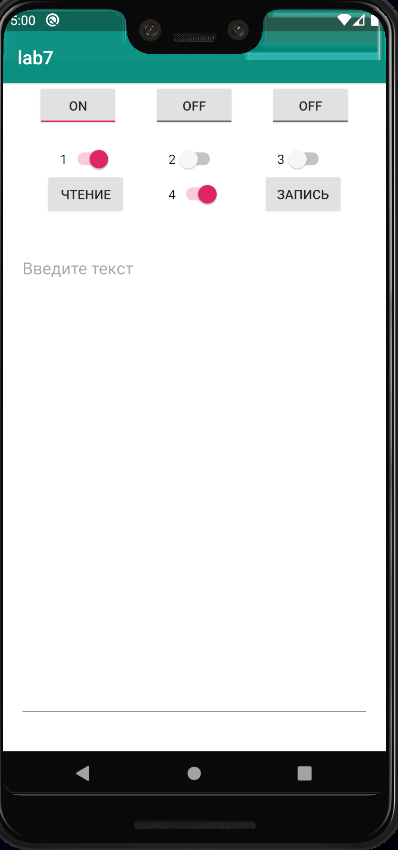 5:00
lab7
ON OFF OFF
1 2 3
ЧТЕНИЕ 4 ЗАПИСЬ
Введите текст